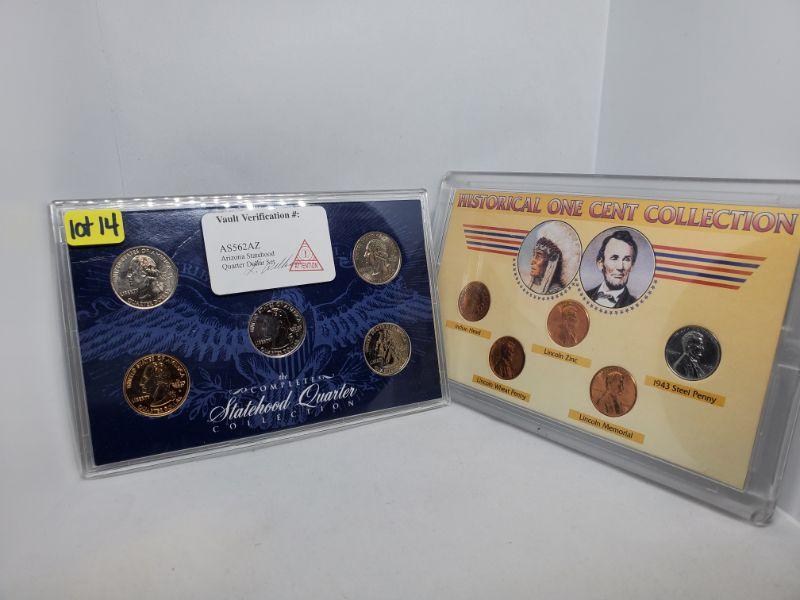 lot 14
Vault Verification #:
AS562AZ
Arizona Statehood
Quarter Dollar Set
ATTENTION
the
COMPLETE
Statehood Quarter
COLLECTION
HISTORICAL ONE CENT COLLECTION
Indian Head
Lincoln Zinc
1943 Steel Penny
Lincoln Wheat Penny
Lincoln Memorial